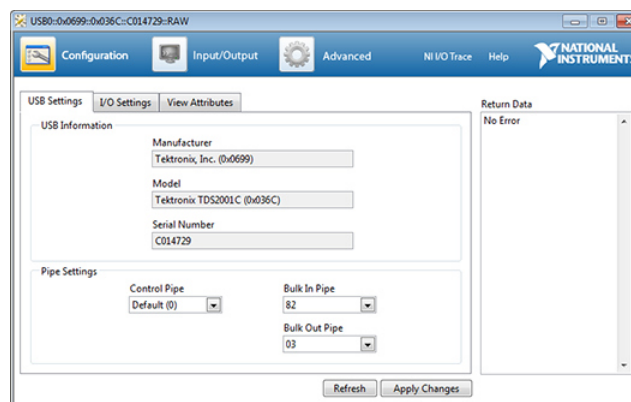 USB0::0x0699::0x036C::C014729::RAW
Configuration
Input/Output
Advanced
NI I/O Trace
Help
NATIONAL
INSTRUMENTS
USB Settings
I/O Settings
View Attributes
Return Data
No Error
USB Information
Manufacturer
Tektronix, Inc. (0x0699)
Model
Tektronix TDS2001C (0x036C)
Serial Number
C014729
Pipe Settings
Control Pipe
Bulk In Pipe
Default (0)
82
Bulk Out Pipe
03
Refresh
Apply Changes